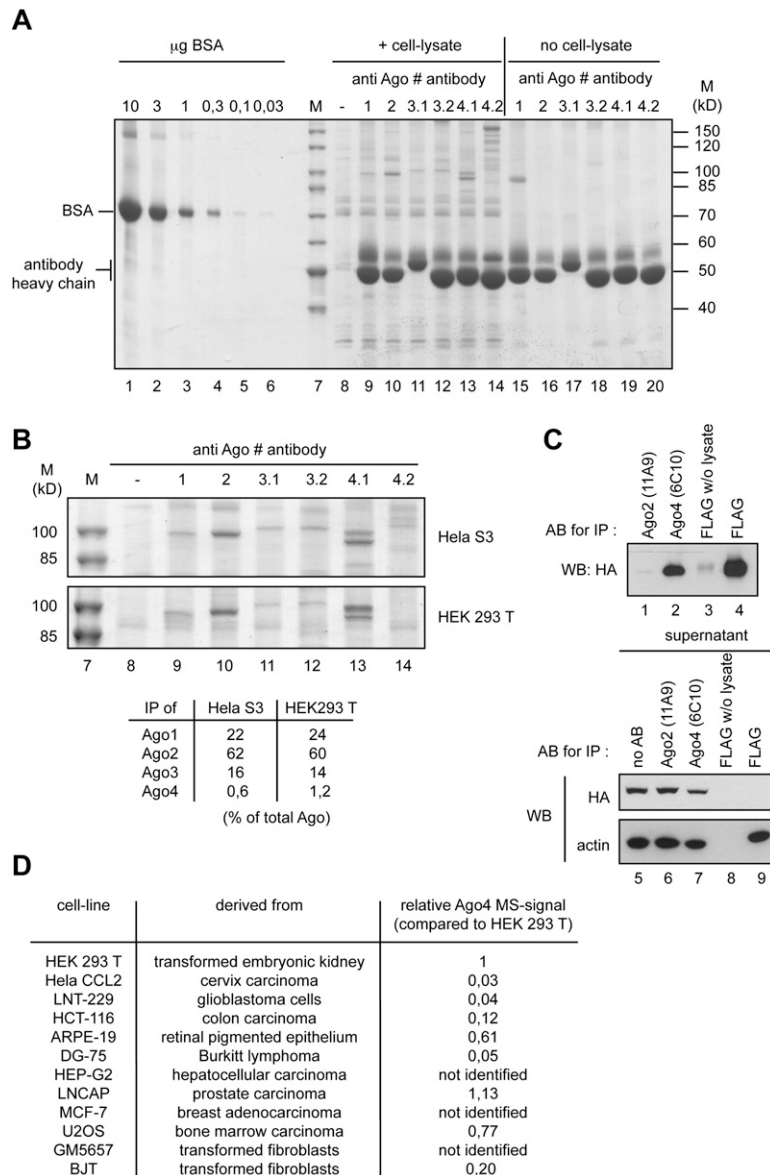 A
µg BSA
+ cell-lysate
no cell-lysate
anti Ago # antibody
anti Ago # antibody
M
(kD)
10 3 1 0,3 0,1 0,03 M - 1 2 3.1 3.2 4.1 4.2 1 2 3.1 3.2 4.1 4.2
150
120
100
85
BSA
70
60
antibody
heavy chain
50
40
1 2 3 4 5 6 7 8 9 10 11 12 13 14 15 16 17 18 19 20
B
anti Ago # antibody
M
(kD)
M - 1 2 3.1 3.2 4.1 4.2
100
85
Hela S3
100
85
HEK 293 T
7 8 9 10 11 12 13 14
IP of Hela S3 HEK293 T
Ago1 22 24
Ago2 62 60
Ago3 16 14
Ago4 0,6 1,2
(% of total Ago)
C
AB for IP :
Ago2 (11A9)
Ago4 (6C10)
FLAG w/o lysate
FLAG
WB: HA
1 2 3 4
supernatant
AB for IP :
no AB
Ago2 (11A9)
Ago4 (6C10)
FLAG w/o lysate
FLAG
WB
HA
actin
5 6 7 8 9
D
cell-line derived from relative Ago4 MS-signal
(compared to HEK 293 T)
HEK 293 T transformed embryonic kidney 1
Hela CCL2 cervix carcinoma 0,03
LNT-229 glioblastoma cells 0,04
HCT-116 colon carcinoma 0,12
ARPE-19 retinal pigmented epithelium 0,61
DG-75 Burkitt lymphoma 0,05
HEP-G2 hepatocellular carcinoma not identified
LNCAP prostate carcinoma 1,13
MCF-7 breast adenocarcinoma not identified
U2OS bone marrow carcinoma 0,77
GM5657 transformed fibroblasts not identified
BJT transformed fibroblasts 0,20